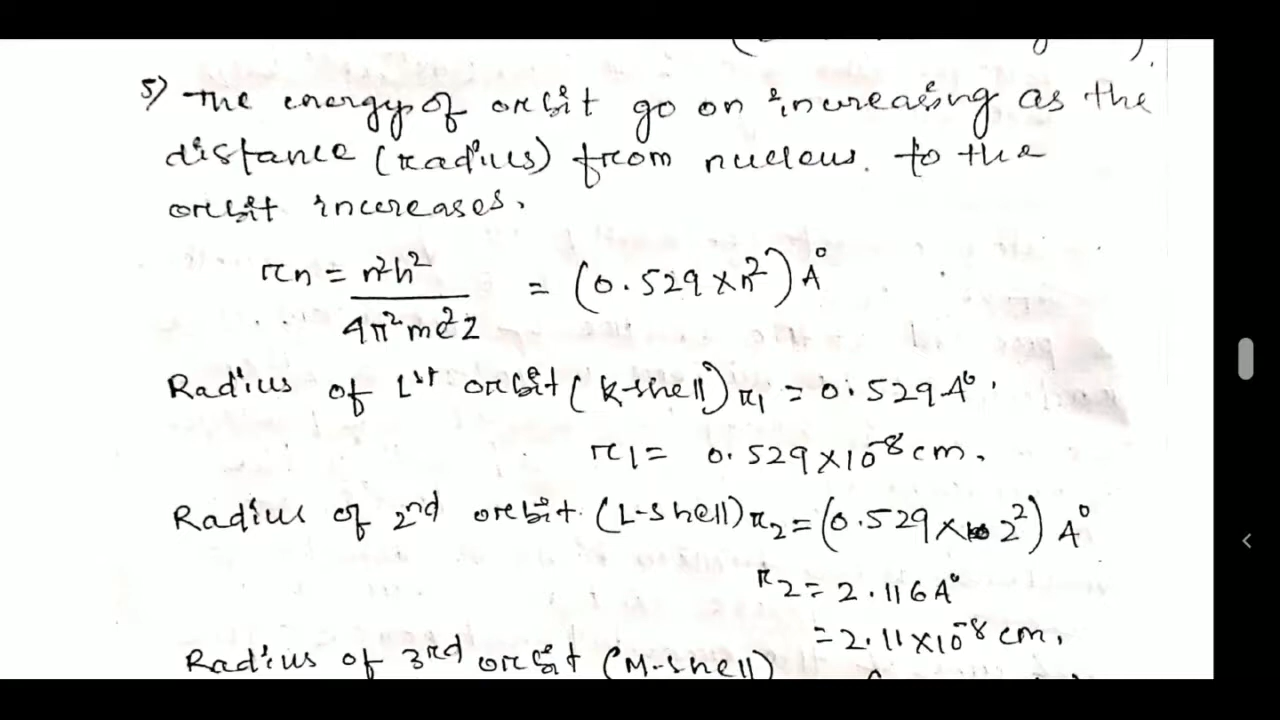 5) The energy of orbit go on increasing as the
distance (radius) from nucleus. to the
orbit increases.
rn = n²h² / 4π²me²Z = (0.529 × n²) A°
Radius of 1st orbit (K-shell) r1 = 0.529 A°.
r1 = 0.529 × 10⁻⁸ cm.
Radius of 2nd orbit. (L-shell) r2 = (0.529 × 2²) A°
r2 = 2.116 A°
= 2.11 × 10⁻⁸ cm.
Radius of 3rd orbit (M-shell)